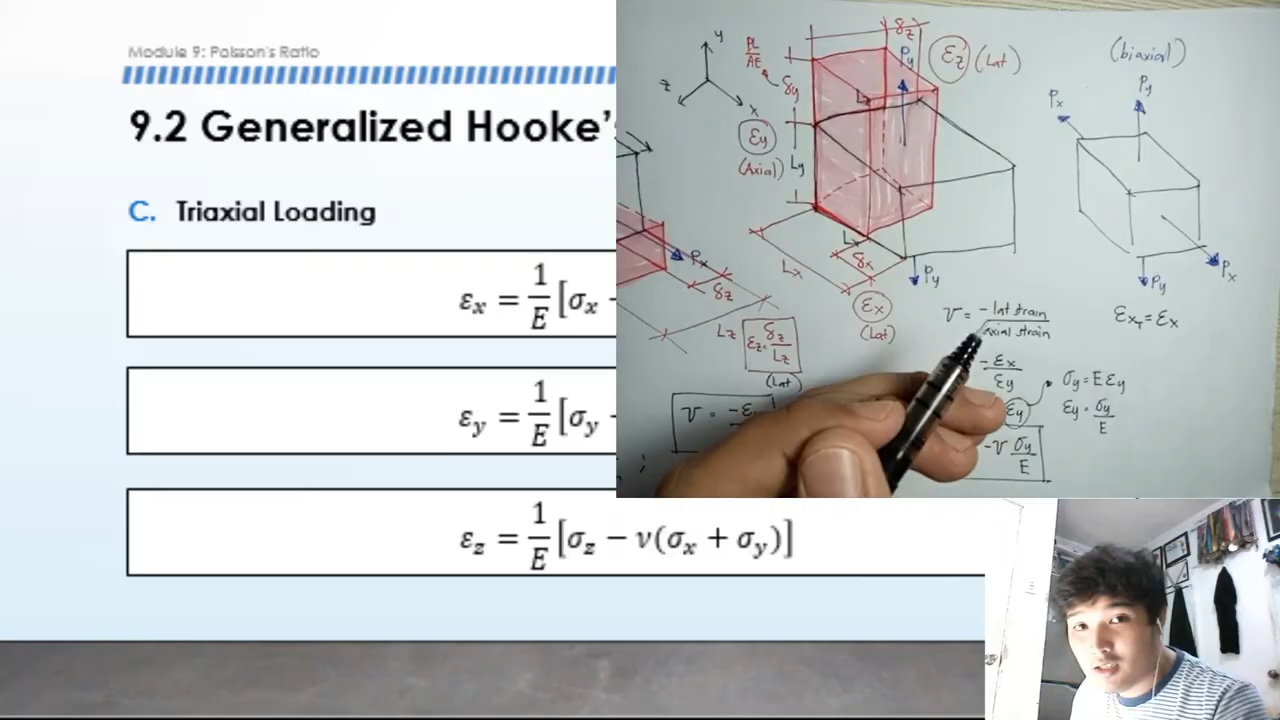 Module 9: Poisson's Ratio
9.2 Generalized Hooke's
C. Triaxial Loading
εx = 1/E [σx -
εy = 1/E [σy -
εz = 1/E [σz − ν(σx + σy)]
y
z
x
PL/AE
δy
δz
Py
εz (Lat)
εy
(Axial)
Ly
Lz
Lx
Lx
δx
εx
(Lat)
Py
Px
δz
Lz
εz = δz/Lz
(Lat)
ν = -ε
(biaxial)
Py
Px
Py
Px
ν = -lat strain/axial strain
-εx/εy
εy
-ν σy/E
σy = E εy
εy = σy/E
εxT = εx